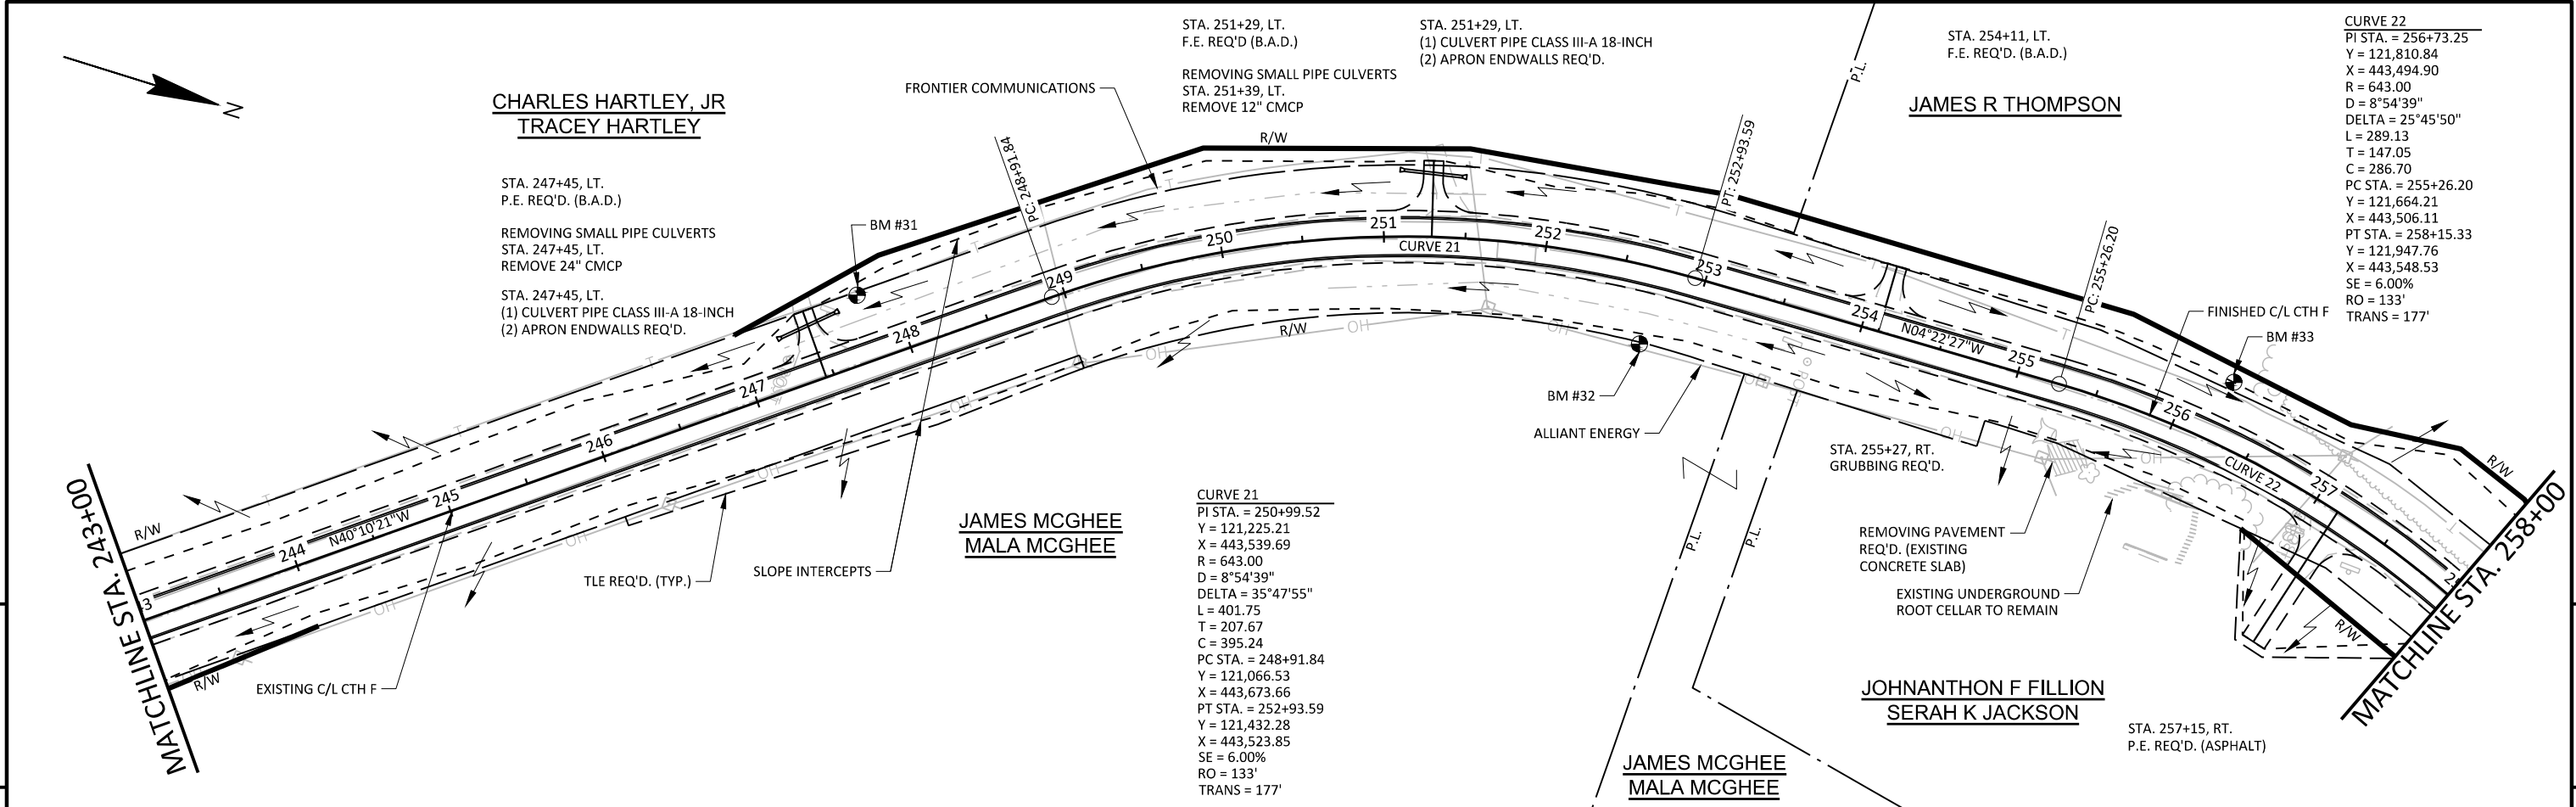 STA. 251+29, LT.
F.E. REQ'D (B.A.D.)
REMOVING SMALL PIPE CULVERTS
STA. 251+39, LT.
REMOVE 12" CMCP
STA. 251+29, LT.
(1) CULVERT PIPE CLASS III-A 18-INCH
(2) APRON ENDWALLS REQ'D.
STA. 254+11, LT.
F.E. REQ'D. (B.A.D.)
CURVE 22
PI STA. = 256+73.25
Y = 121,810.84
X = 443,494.90
R = 643.00
D = 8°54'39"
DELTA = 25°45'50"
L = 289.13
T = 147.05
C = 286.70
PC STA. = 255+26.20
Y = 121,664.21
X = 443,506.11
PT STA. = 258+15.33
Y = 121,947.76
X = 443,548.53
SE = 6.00%
RO = 133'
TRANS = 177'
N
CHARLES HARTLEY, JR
TRACEY HARTLEY
FRONTIER COMMUNICATIONS
JAMES R THOMPSON
P.L.
R/W
STA. 247+45, LT.
P.E. REQ'D. (B.A.D.)
REMOVING SMALL PIPE CULVERTS
STA. 247+45, LT.
REMOVE 24" CMCP
STA. 247+45, LT.
(1) CULVERT PIPE CLASS III-A 18-INCH
(2) APRON ENDWALLS REQ'D.
BM #31
PC: 248+91.84
PT: 252+93.59
PC: 255+26.20
FINISHED C/L CTH F
BM #33
244
245
246
247
248
249
250
251
252
253
254
255
256
257
CURVE 21
CURVE 22
N40°10'21"W
N04°22'27"W
R/W
R/W
R/W
R/W
R/W
T
T
T
T
T
T
T
T
OH
OH
OH
OH
OH
OH
OH
OH
OH
BM #32
ALLIANT ENERGY
P.L.
P.L.
STA. 255+27, RT.
GRUBBING REQ'D.
REMOVING PAVEMENT
REQ'D. (EXISTING
CONCRETE SLAB)
EXISTING UNDERGROUND
ROOT CELLAR TO REMAIN
MATCHLINE STA. 243+00
MATCHLINE STA. 258+00
EXISTING C/L CTH F
TLE REQ'D. (TYP.)
SLOPE INTERCEPTS
JAMES MCGHEE
MALA MCGHEE
CURVE 21
PI STA. = 250+99.52
Y = 121,225.21
X = 443,539.69
R = 643.00
D = 8°54'39"
DELTA = 35°47'55"
L = 401.75
T = 207.67
C = 395.24
PC STA. = 248+91.84
Y = 121,066.53
X = 443,673.66
PT STA. = 252+93.59
Y = 121,432.28
X = 443,523.85
SE = 6.00%
RO = 133'
TRANS = 177'
JOHNANTHON F FILLION
SERAH K JACKSON
STA. 257+15, RT.
P.E. REQ'D. (ASPHALT)
JAMES MCGHEE
MALA MCGHEE